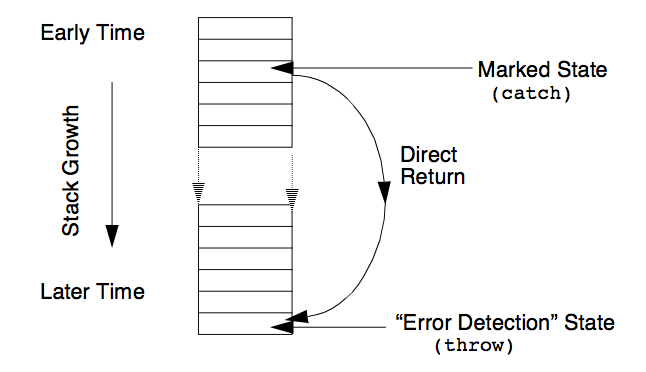 Early Time
Marked State
(catch)
Stack Growth
Direct
Return
Later Time
“Error Detection” State
(throw)